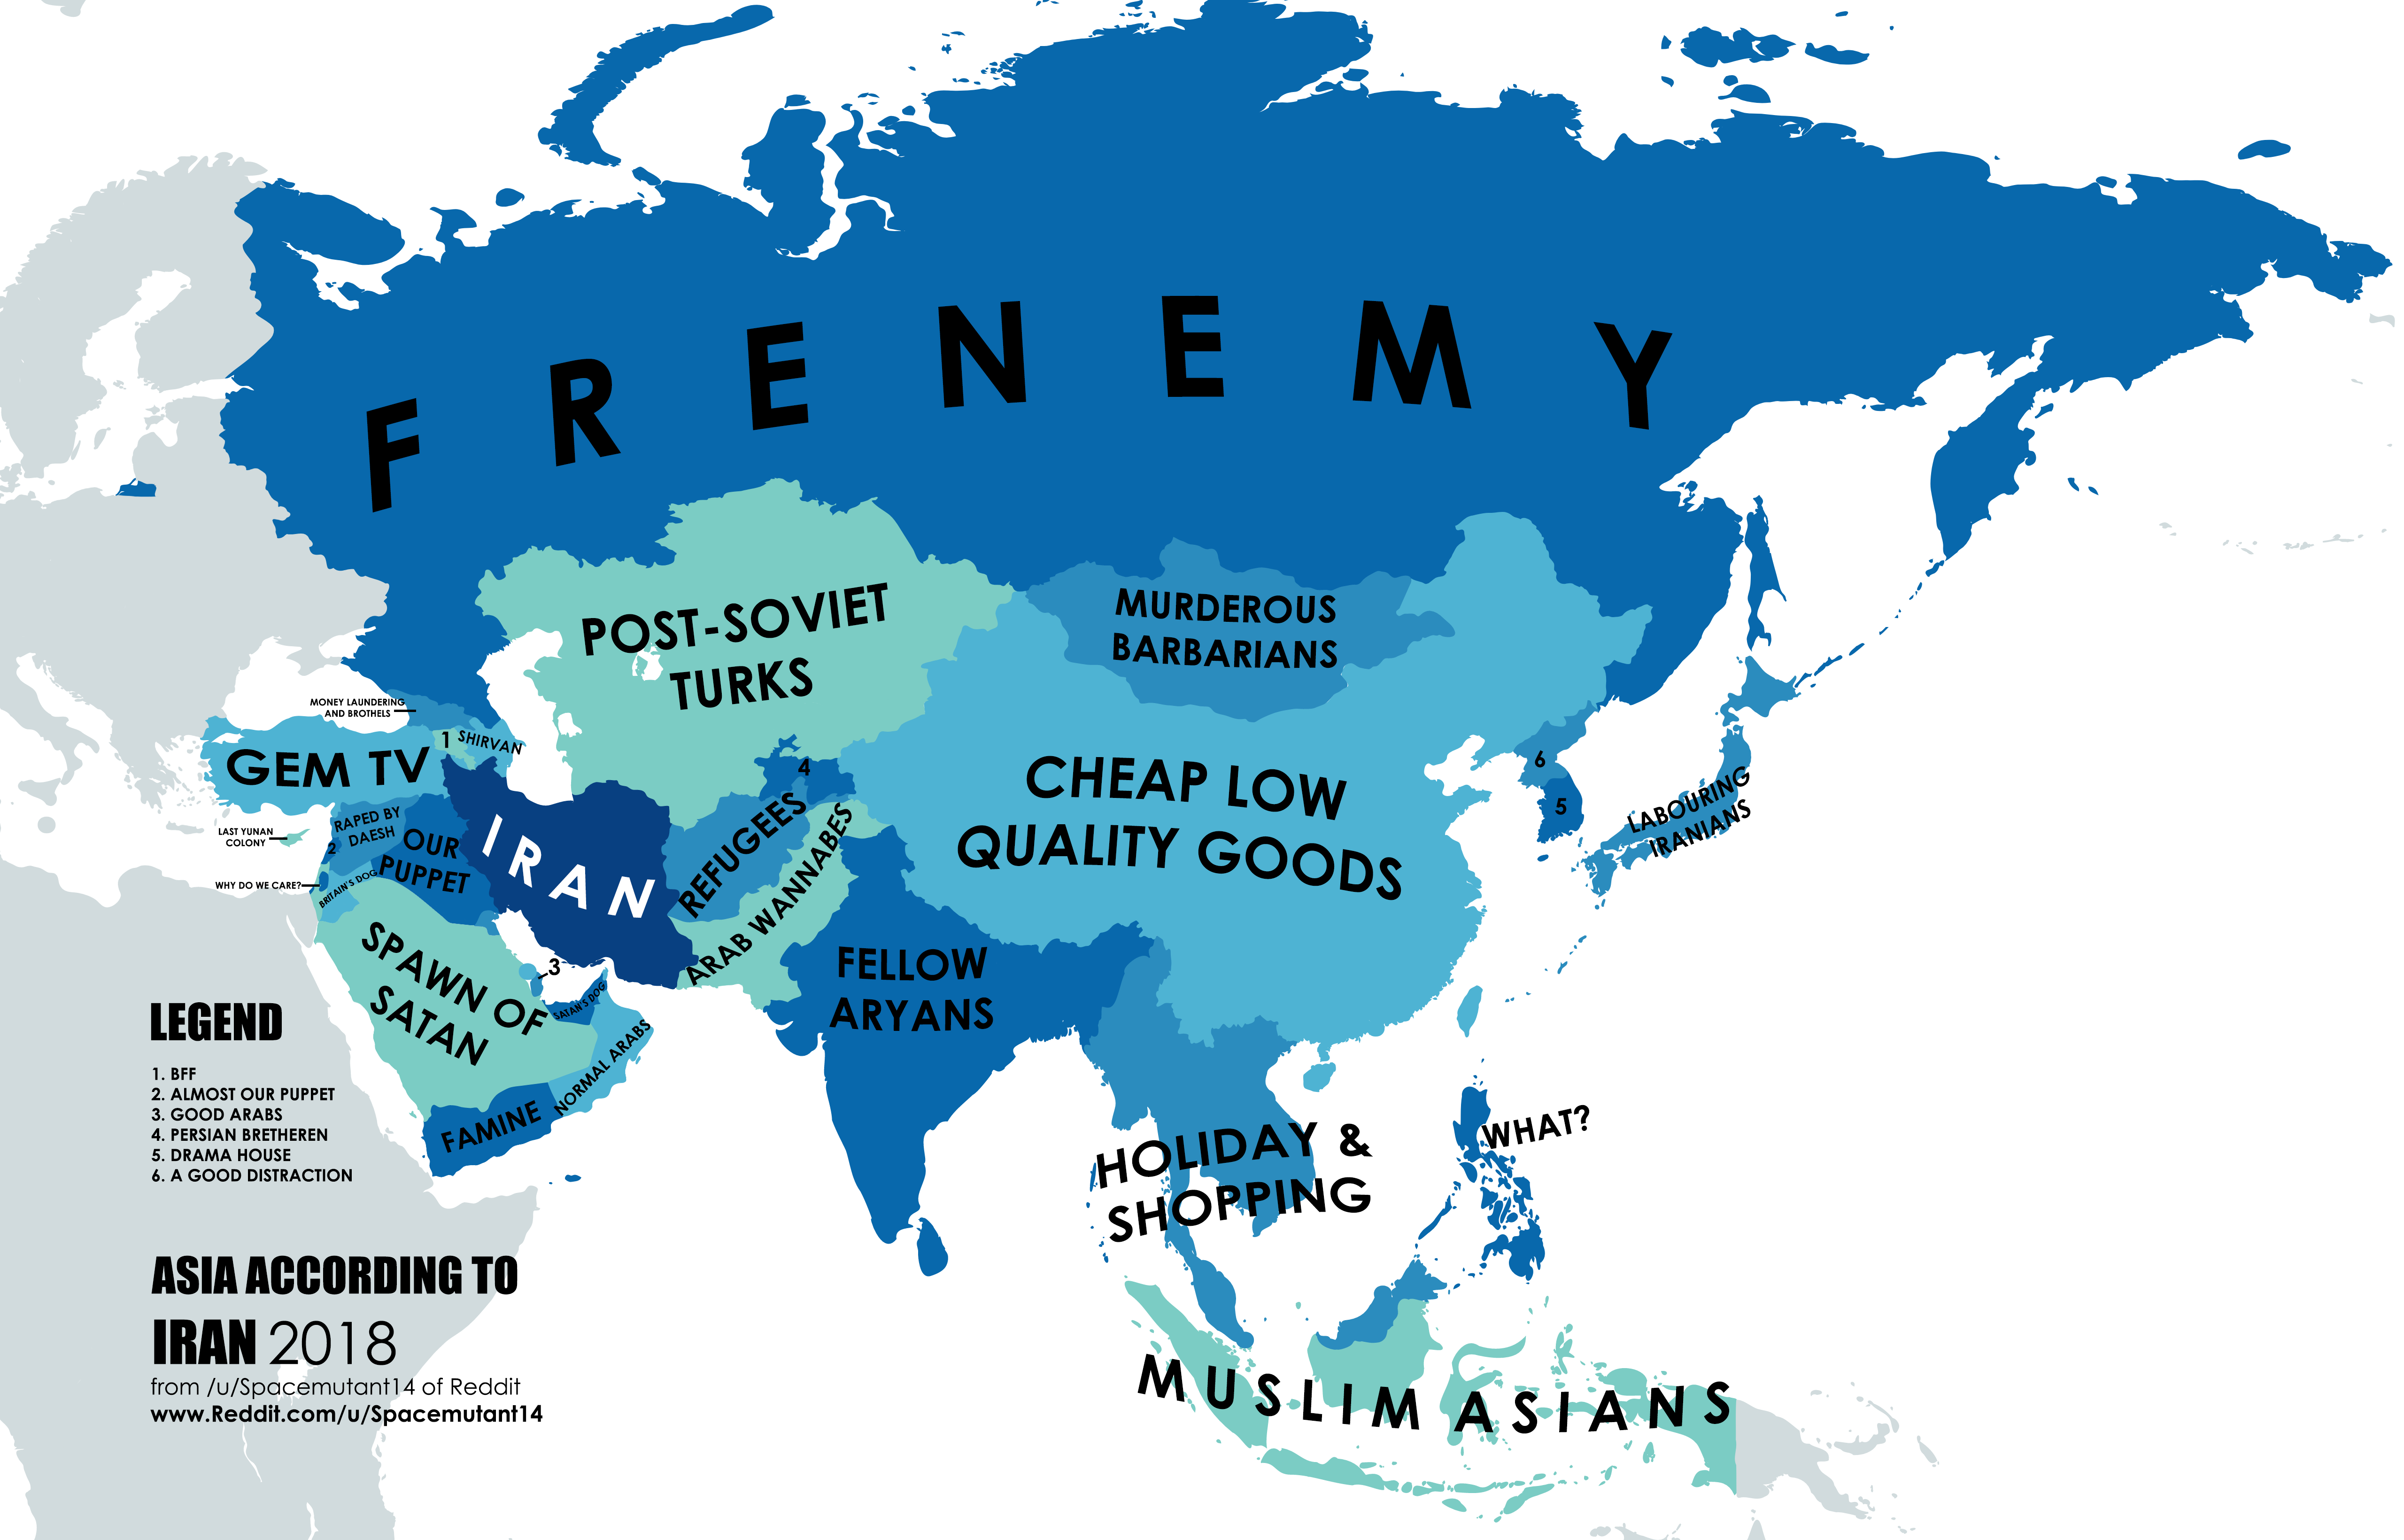 FRENEMY
POST-SOVIET
TURKS
MURDEROUS
BARBARIANS
MONEY LAUNDERING
AND BROTHELS
1
SHIRVAN
GEM TV
CHEAP LOW
QUALITY GOODS
6
5
LABOURING
IRANIANS
4
REFUGEES
ARAB WANNABES
IRAN
RAPED BY
DAESH
LAST YUNAN
COLONY
2
OUR
PUPPET
WHY DO WE CARE?
BRITAIN'S DOG
SPAWN OF
SATAN
3
SATAN'S DOG
NORMAL ARABS
FAMINE
FELLOW
ARYANS
HOLIDAY &
SHOPPING
WHAT?
MUSLIM ASIANS
LEGEND
1. BFF
2. ALMOST OUR PUPPET
3. GOOD ARABS
4. PERSIAN BRETHEREN
5. DRAMA HOUSE
6. A GOOD DISTRACTION
ASIA ACCORDING TO
IRAN 2018
from /u/Spacemutant14 of Reddit
www.Reddit.com/u/Spacemutant14